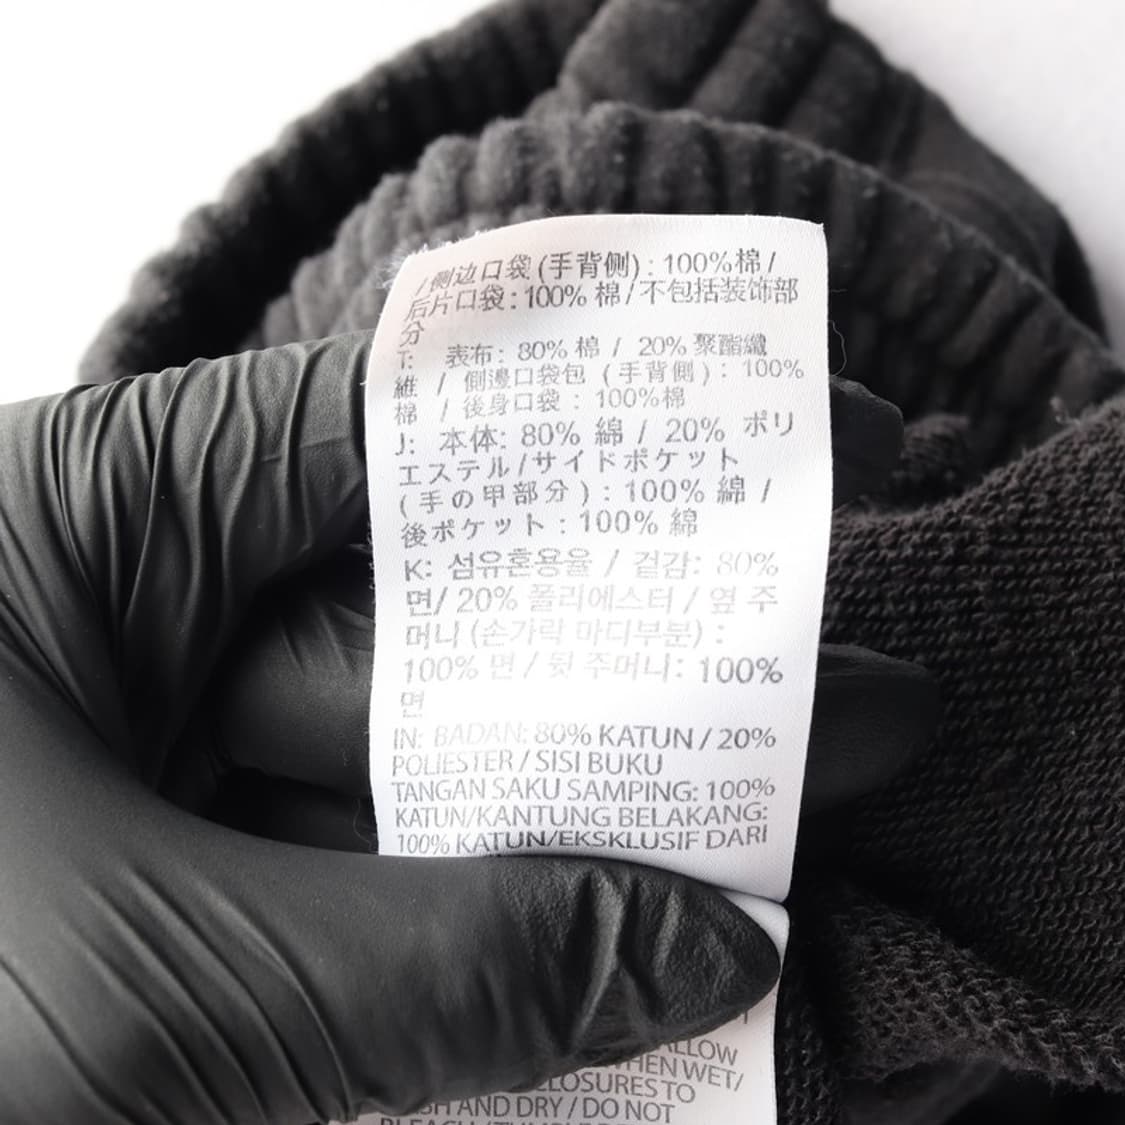 /側边口袋 (手背侧) : 100%棉 /
后片口袋 : 100% 棉 / 不包括装饰部
分
T: 表布: 80% 棉 / 20% 聚酯纖
維 / 側邊口袋包 (手背側) : 100%
棉 / 後身口袋 : 100%棉
J: 本体: 80% 綿 / 20% ポリ
エステル/サイドポケット
(手の甲部分) : 100% 綿 /
後ポケット : 100% 綿
K: 섬유혼용율 / 겉감: 80%
면/ 20% 폴리에스터 / 옆 주
머니 (손가락 마디부분) :
100% 면 / 뒷 주머니: 100%
면
IN: BADAN: 80% KATUN / 20%
POLIESTER / SISI BUKU
TANGAN SAKU SAMPING: 100%
KATUN/KANTUNG BELAKANG:
100% KATUN/EKSKLUSIF DARI
WHEN WET/
TO
AND DRY / DO NOT